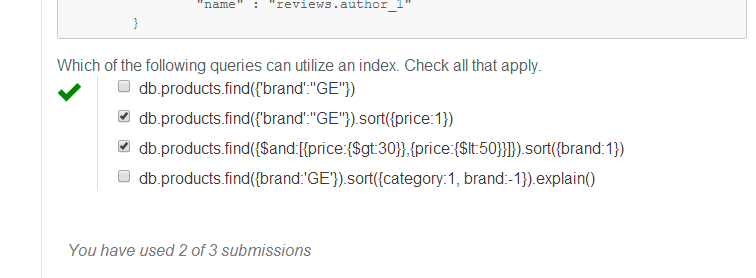 "name" : "reviews.author_1"
}
Which of the following queries can utilize an index. Check all that apply.
db.products.find({'brand':"GE"})
db.products.find({'brand':"GE"}).sort({price:1})
db.products.find({$and:[{price:{$gt:30}},{price:{$lt:50}}]}).sort({brand:1})
db.products.find({brand:'GE'}).sort({category:1, brand:-1}).explain()
You have used 2 of 3 submissions